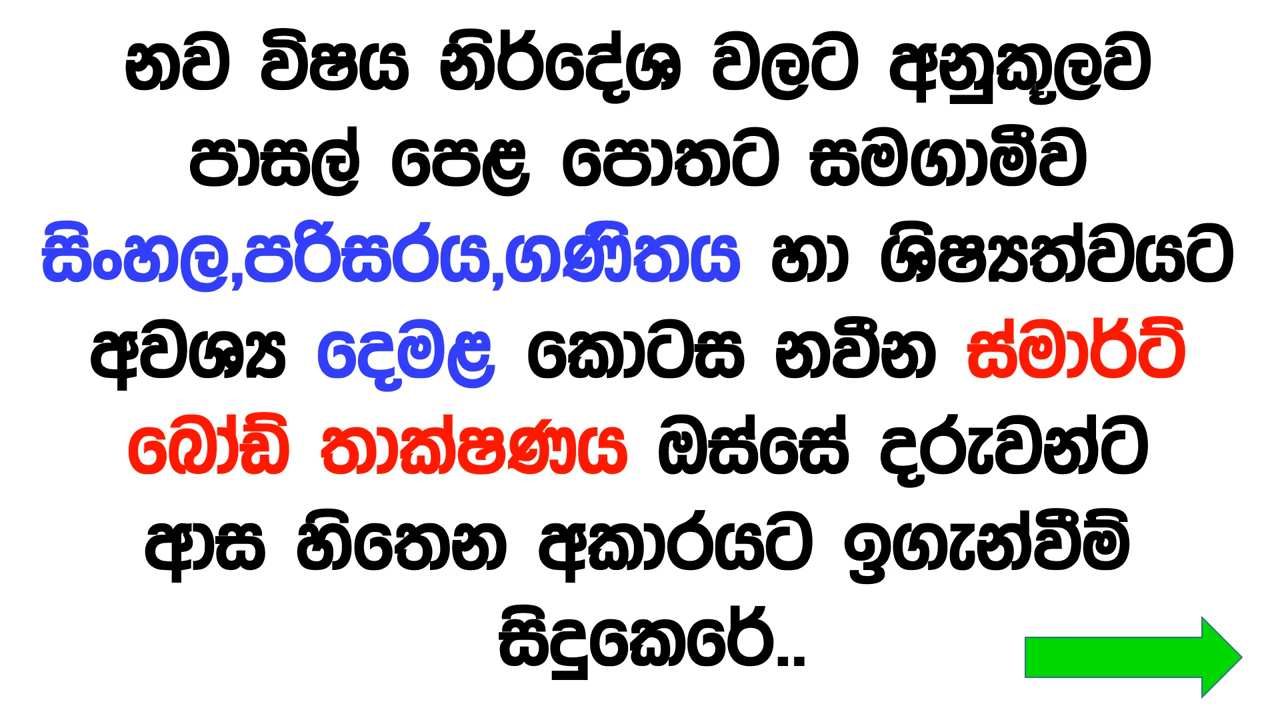 නව විෂය නිර්දේශ වලට අනුකූලව
පාසල් පෙළ පොතට සමගාමීව
සිංහල,පරිසරය,ගණිතය හා ශිෂ්‍යත්වයට
අවශ්‍ය දෙමළ කොටස නවීන ස්මාර්ට්
බෝඩ් තාක්ෂණය ඔස්සේ දරුවන්ට
ආස හිතෙන අකාරයට ඉගැන්වීම්
සිදුකෙරේ..